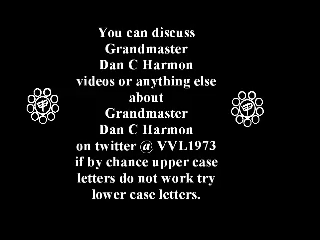 You can discuss
Grandmaster
Dan C Harmon
videos or anything else
about
Grandmaster
Dan C Harmon
on twitter @ VVL1973
if by chance upper case
letters do not work try
lower case letters.